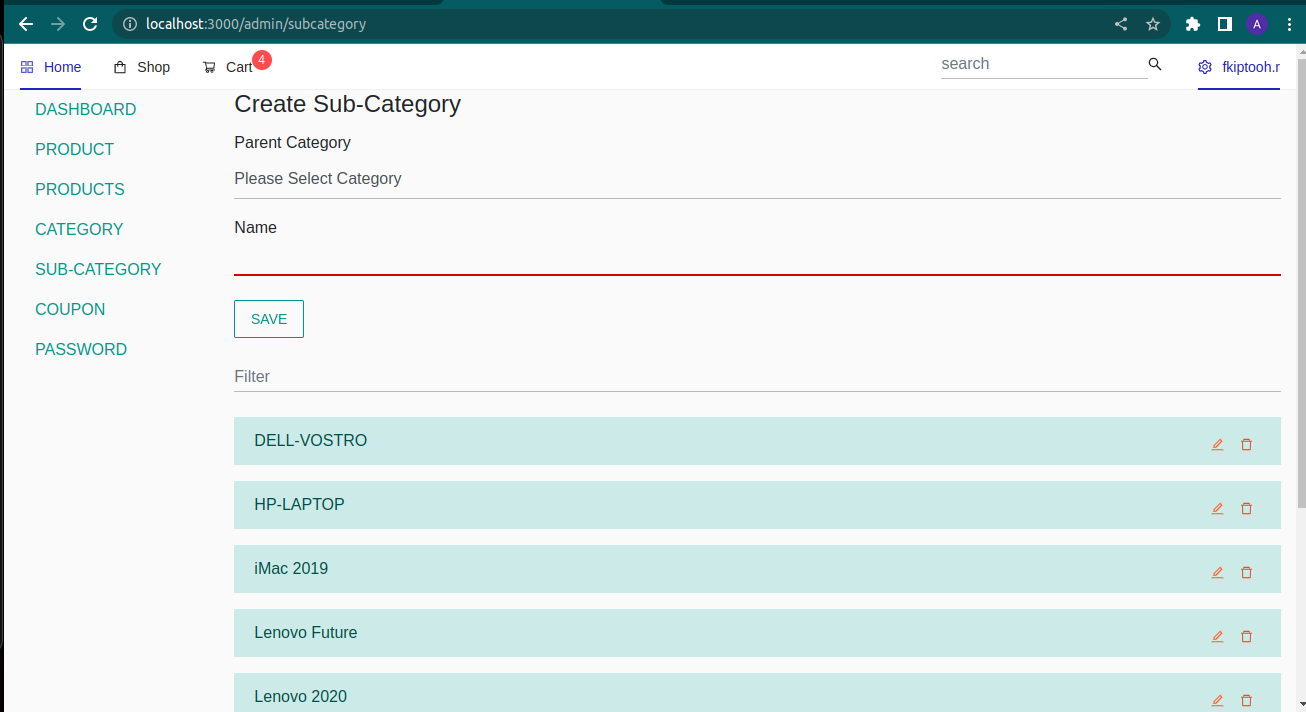 localhost:3000/admin/subcategory
A
Home
Shop
Cart
4
search
fkiptooh.r
DASHBOARD
PRODUCT
PRODUCTS
CATEGORY
SUB-CATEGORY
COUPON
PASSWORD
Create Sub-Category
Parent Category
Please Select Category
Name
SAVE
Filter
DELL-VOSTRO
HP-LAPTOP
iMac 2019
Lenovo Future
Lenovo 2020